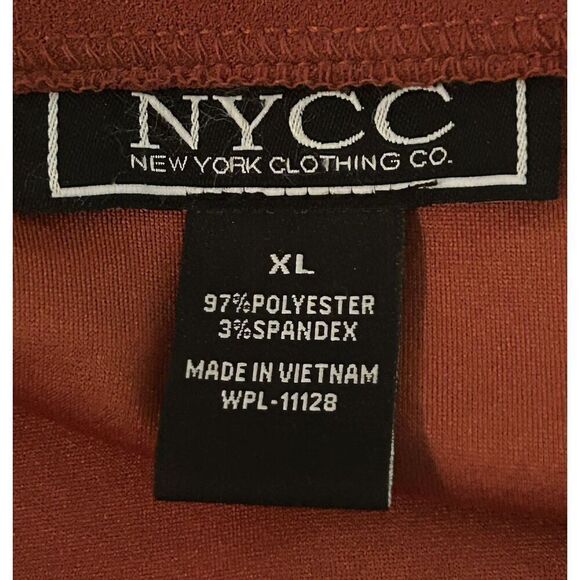 NYCC
NEW YORK CLOTHING CO.
XL
97%POLYESTER
3%SPANDEX
MADE IN VIETNAM
WPL-11128